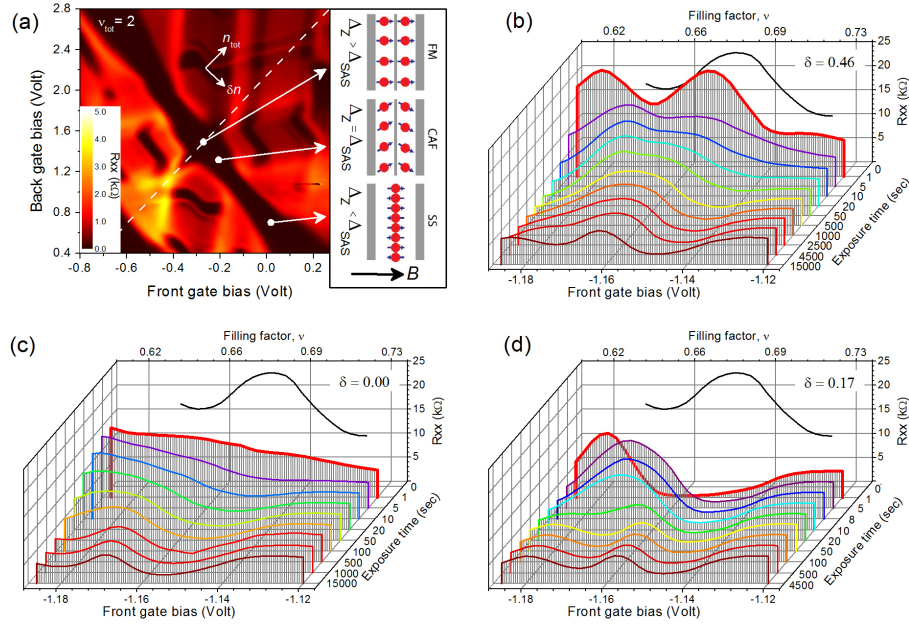 (a)
ν_tot = 2
n_tot
δn
Back gate bias (Volt)
2.8
2.4
2.0
1.6
1.2
0.8
0.4
5.0
4.0
3.0
2.0
1.0
0.0
Rxx (kΩ)
-0.8
-0.6
-0.4
-0.2
0.0
0.2
Front gate bias (Volt)
Δ_Z > Δ_SAS
FM
Δ_Z = Δ_SAS
CAF
Δ_Z < Δ_SAS
SS
B
(b)
Filling factor, ν
0.62
0.66
0.69
0.73
δ = 0.46
25
20
15
10
5
0
Rxx (kΩ)
0
1
5
10
20
50
100
1000
2500
4500
15000
Exposure time (sec)
-1.18
-1.16
-1.14
-1.12
Front gate bias (Volt)
(c)
Filling factor, ν
0.62
0.66
0.69
0.73
δ = 0.00
25
20
15
10
5
0
Rxx (kΩ)
1
5
10
20
50
100
500
1000
15000
Exposure time (sec)
-1.18
-1.16
-1.14
-1.12
Front gate bias (Volt)
(d)
Filling factor, ν
0.62
0.66
0.69
0.73
δ = 0.17
25
20
15
10
5
0
Rxx (kΩ)
1
5
8
10
20
50
100
500
4500
Exposure time (sec)
-1.18
-1.16
-1.14
-1.12
Front gate bias (Volt)